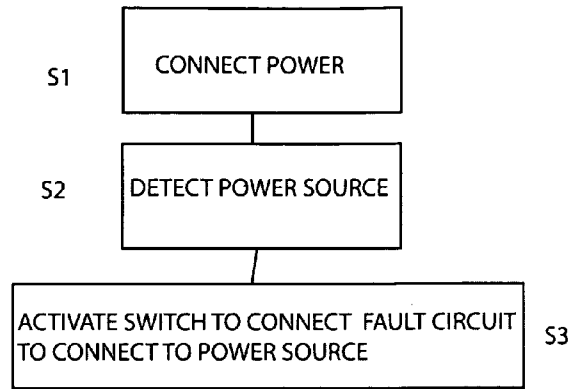 S1
CONNECT POWER
S2
DETECT POWER SOURCE
ACTIVATE SWITCH TO CONNECT FAULT CIRCUIT
TO CONNECT TO POWER SOURCE
S3